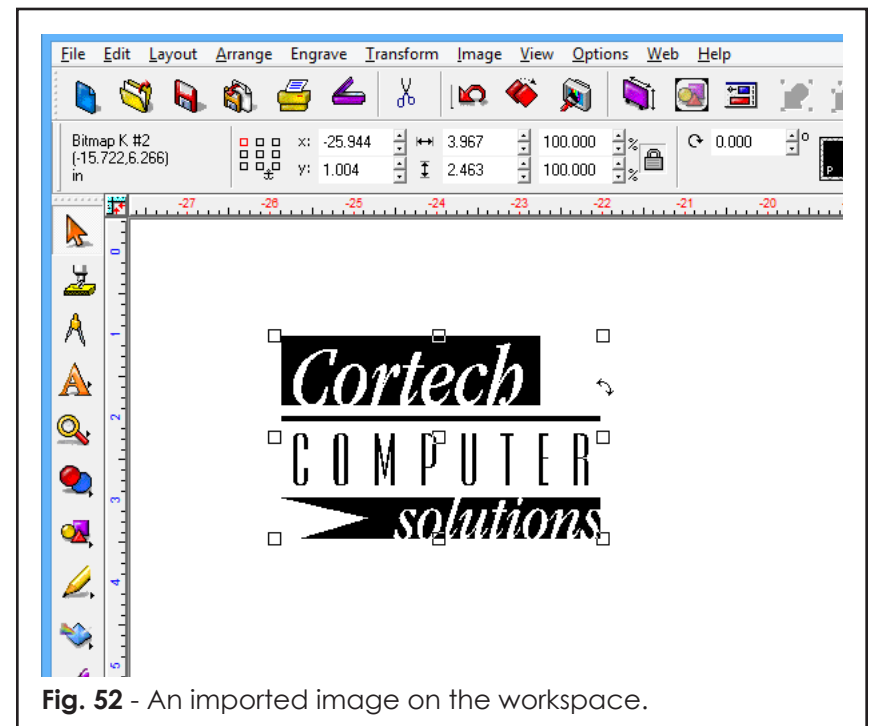 File Edit Layout Arrange Engrave Transform Image View Options Web Help
Bitmap K #2
(-15.722,6.266)
in
x: -25.944 3.967 100.000 % 0.000 °
y: 1.004 2.463 100.000 %
P
-27 -26 -25 -24 -23 -22 -21 -20
0
1
2
3
4
5
Cortech
COMPUTER
solutions
Fig. 52 - An imported image on the workspace.